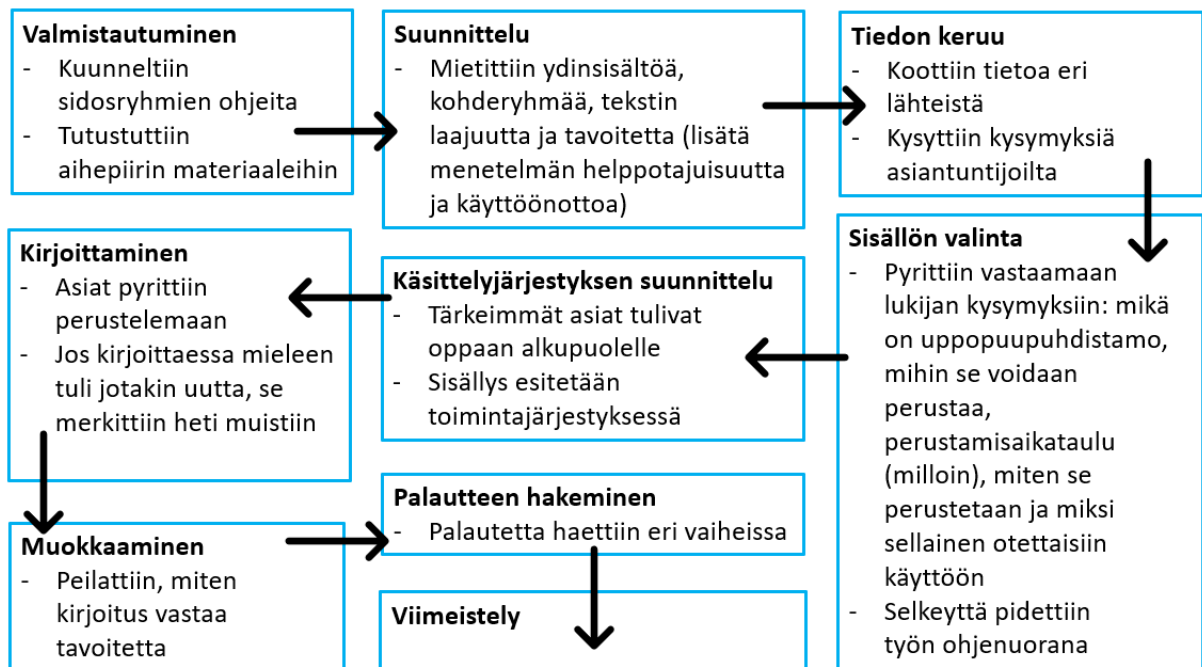 Valmistautuminen
- Kuunneltiin
sidosryhmien ohjeita
- Tutustuttiin
aihepiirin materiaaleihin
Suunnittelu
- Mietittiin ydinsisältöä,
kohderyhmää, tekstin
laajuutta ja tavoitetta (lisätä
menetelmän helppotajuisuutta
ja käyttöönottoa)
Tiedon keruu
- Koottiin tietoa eri
lähteistä
- Kysyttiin kysymyksiä
asiantuntijoilta
Sisällön valinta
- Pyrittiin vastaamaan
lukijan kysymyksiin: mikä
on uppopuupuhdistamo,
mihin se voidaan
perustaa,
perustamisaikataulu
(milloin), miten se
perustetaan ja miksi
sellainen otettaisiin
käyttöön
- Selkeyttä pidettiin
työn ohjenuorana
Käsittelyjärjestyksen suunnittelu
- Tärkeimmät asiat tulivat
oppaan alkupuolelle
- Sisällys esitetään
toimintajärjestyksessä
Kirjoittaminen
- Asiat pyrittiin
perustelemaan
- Jos kirjoittaessa mieleen
tuli jotakin uutta, se
merkittiin heti muistiin
Muokkaaminen
- Peilattiin, miten
kirjoitus vastaa
tavoitetta
Palautteen hakeminen
- Palautetta haettiin eri vaiheissa
Viimeistely